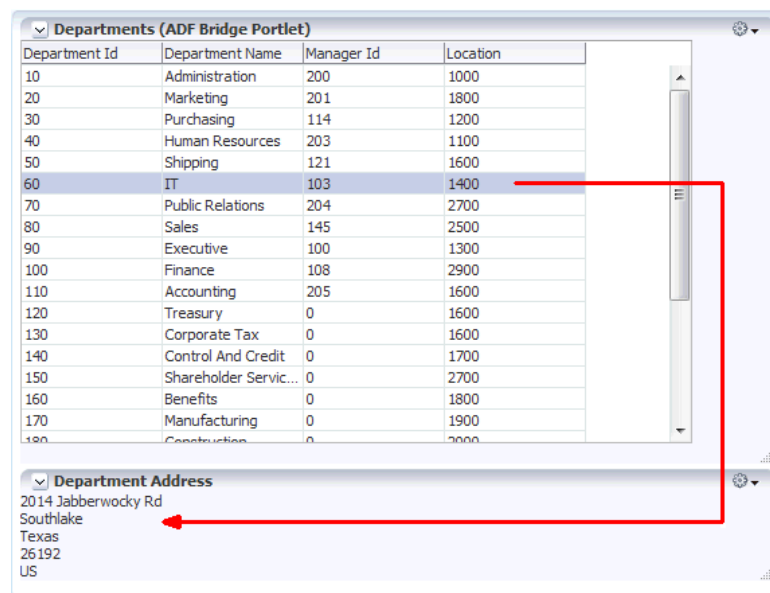 Departments (ADF Bridge Portlet)
Department Id Department Name Manager Id Location
10 Administration 200 1000
20 Marketing 201 1800
30 Purchasing 114 1200
40 Human Resources 203 1100
50 Shipping 121 1600
60 IT 103 1400
70 Public Relations 204 2700
80 Sales 145 2500
90 Executive 100 1300
100 Finance 108 2900
110 Accounting 205 1600
120 Treasury 0 1600
130 Corporate Tax 0 1600
140 Control And Credit 0 1700
150 Shareholder Servic... 0 2700
160 Benefits 0 1800
170 Manufacturing 0 1900
180 Construction 0 2000
Department Address
2014 Jabberwocky Rd
Southlake
Texas
26192
US